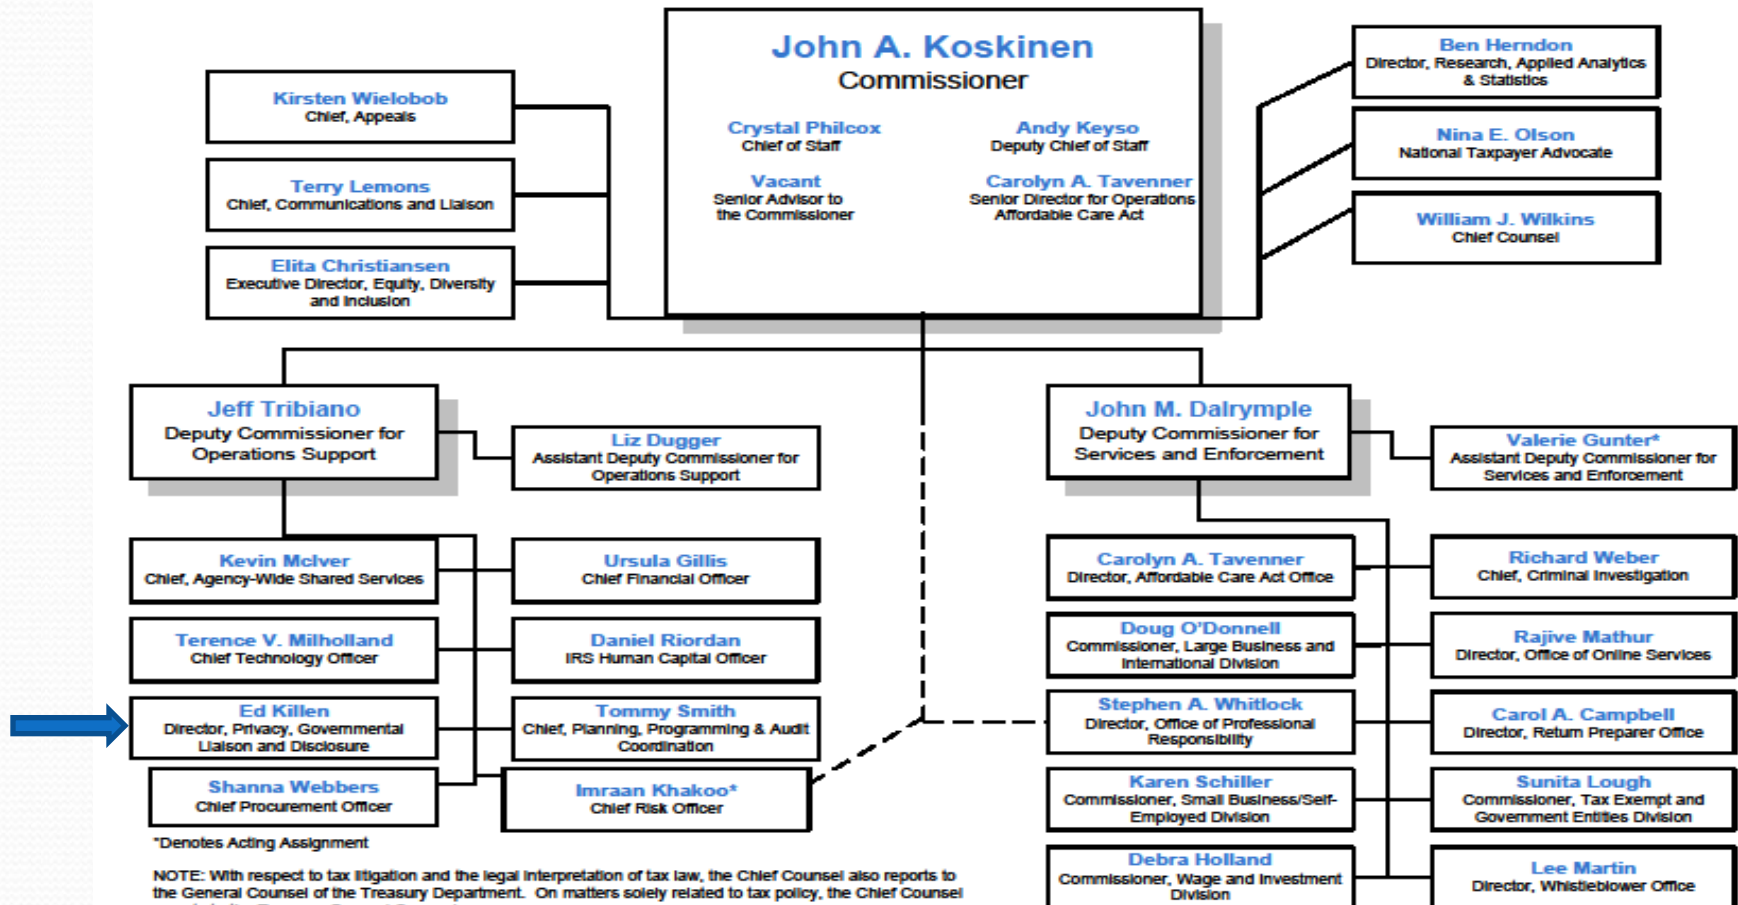 John A. Koskinen
Commissioner
Crystal Philcox
Chief of Staff
Andy Keyso
Deputy Chief of Staff
Vacant
Senior Advisor to
the Commissioner
Carolyn A. Tavenner
Senior Director for Operations
Affordable Care Act
Kirsten Wielobob
Chief, Appeals
Terry Lemons
Chief, Communications and Liaison
Elita Christiansen
Executive Director, Equity, Diversity
and Inclusion
Ben Herndon
Director, Research, Applied Analytics
& Statistics
Nina E. Olson
National Taxpayer Advocate
William J. Wilkins
Chief Counsel
Jeff Tribiano
Deputy Commissioner for
Operations Support
Liz Dugger
Assistant Deputy Commissioner for
Operations Support
Kevin McIver
Chief, Agency-Wide Shared Services
Ursula Gillis
Chief Financial Officer
Terence V. Milholland
Chief Technology Officer
Daniel Riordan
IRS Human Capital Officer
Ed Killen
Director, Privacy, Governmental
Liaison and Disclosure
Tommy Smith
Chief, Planning, Programming & Audit
Coordination
Shanna Webbers
Chief Procurement Officer
Imraan Khakoo*
Chief Risk Officer
John M. Dalrymple
Deputy Commissioner for
Services and Enforcement
Valerie Gunter*
Assistant Deputy Commissioner for
Services and Enforcement
Carolyn A. Tavenner
Director, Affordable Care Act Office
Richard Weber
Chief, Criminal Investigation
Doug O'Donnell
Commissioner, Large Business and
International Division
Rajive Mathur
Director, Office of Online Services
Stephen A. Whitlock
Director, Office of Professional
Responsibility
Carol A. Campbell
Director, Return Preparer Office
Karen Schiller
Commissioner, Small Business/Self-
Employed Division
Sunita Lough
Commissioner, Tax Exempt and
Government Entities Division
Debra Holland
Commissioner, Wage and Investment
Division
Lee Martin
Director, Whistleblower Office
*Denotes Acting Assignment
NOTE: With respect to tax litigation and the legal interpretation of tax law, the Chief Counsel also reports to
the General Counsel of the Treasury Department. On matters solely related to tax policy, the Chief Counsel